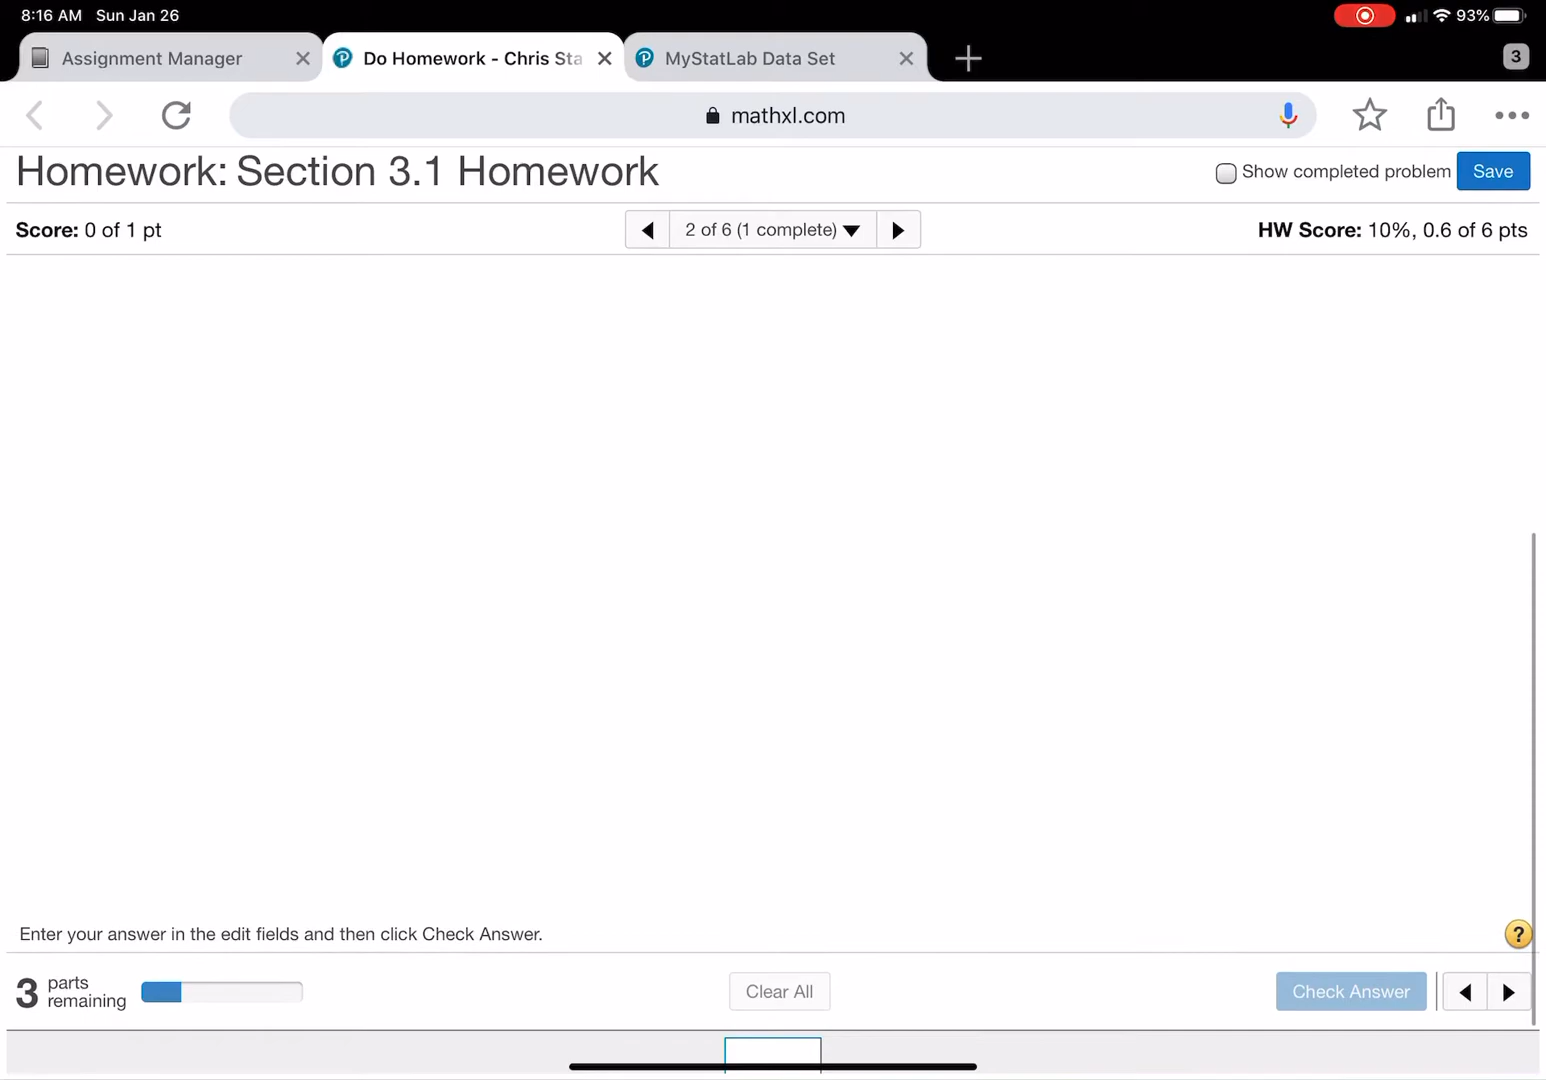 8:16 AM Sun Jan 26 93%
Assignment Manager Do Homework - Chris Sta MyStatLab Data Set 3
mathxl.com
Homework: Section 3.1 Homework Show completed problem Save
Score: 0 of 1 pt 2 of 6 (1 complete) HW Score: 10%, 0.6 of 6 pts
Enter your answer in the edit fields and then click Check Answer. ?
3 parts remaining Clear All Check Answer